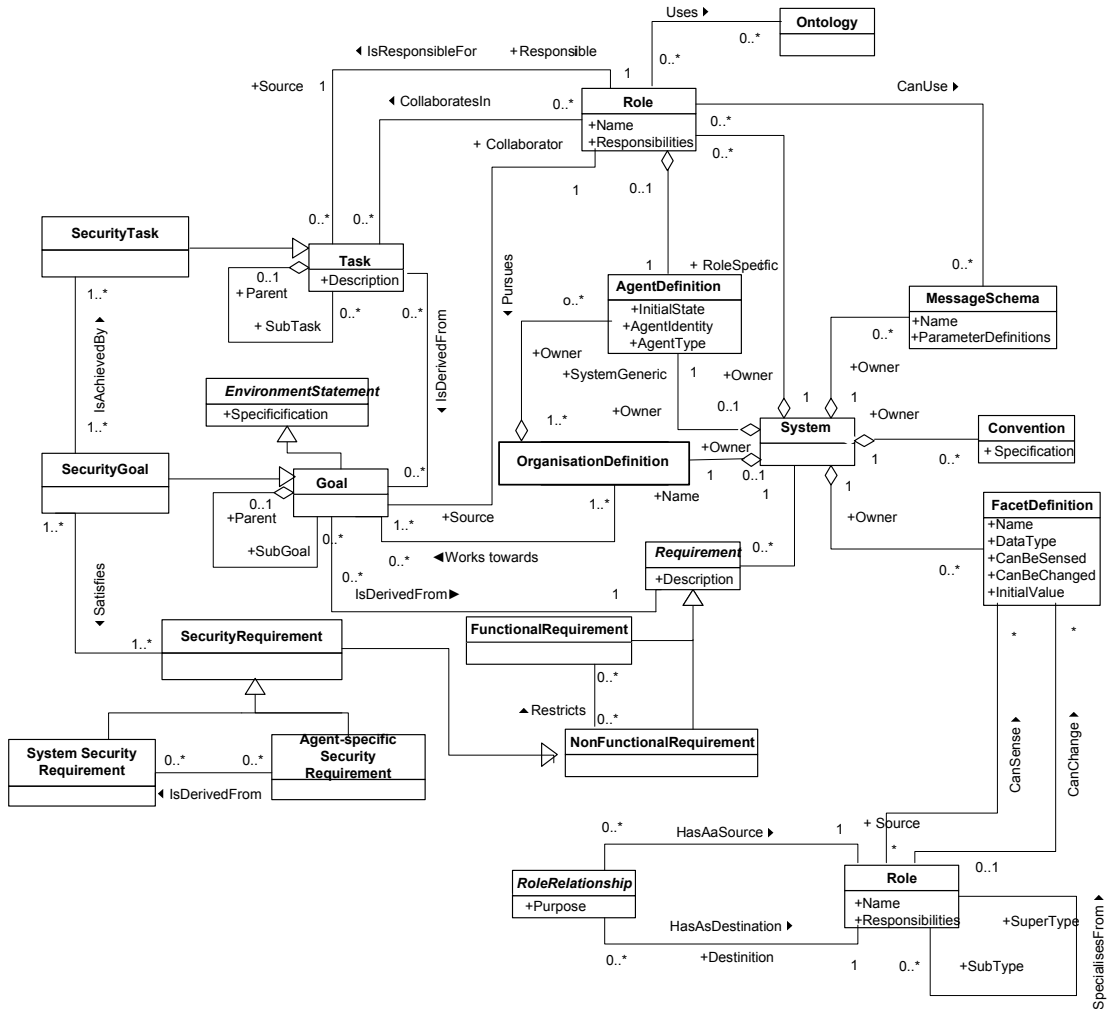 Uses ▸
Ontology
0..*
0..*
◂ IsResponsibleFor
+Responsible
+Source
1
1
◂ CollaboratesIn
0..*
Role
+Name
+Responsibilities
CanUse ▸
0..*
0..*
+ Collaborator
1
0..1
0..*
0..*
SecurityTask
Task
+Description
0..1
+ Parent
+ SubTask
0..*
0..*
1..*
◂ Pursues
1
+ RoleSpecific
AgentDefinition
+InitialState
+AgentIdentity
+AgentType
o..*
0..*
MessageSchema
+Name
+ParameterDefinitions
0..*
IsAchievedBy ▸
◂ IsDerivedFrom
+Owner
+SystemGeneric
1
+Owner
+Owner
EnvironmentStatement
+Specificification
+Owner
0..1
1
1
+Owner
1..*
1..*
System
Convention
+ Specification
SecurityGoal
OrganisationDefinition
+Owner
1
0..1
1
1
0..*
Goal
0..*
0..1
+Parent
+SubGoal
0..*
1..*
+Source
+Name
1
1..*
+Owner
FacetDefinition
+Name
+DataType
+CanBeSensed
+CanBeChanged
+InitialValue
1..*
0..*
◂Works towards
Requirement
+Description
0..*
0..*
0..*
IsDerivedFrom▸
1
◂ Satisfies
SecurityRequirement
1..*
FunctionalRequirement
*
*
0..*
▴ Restricts
0..*
NonFunctionalRequirement
System Security
Requirement
0..*
0..*
Agent-specific
Security
Requirement
◂ IsDerivedFrom
CanSense ▸
CanChange ▸
0..*
HasAaSource ▸
1
+ Source
*
0..1
RoleRelationship
+Purpose
Role
+Name
+Responsibilities
HasAsDestination ▸
+Destinition
0..*
1
0..*
+SuperType
+SubType
SpecialisesFrom ▸